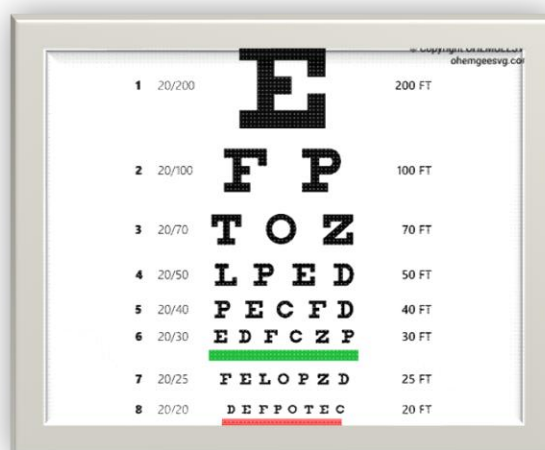 ohemgeesvg.co
1 20/200 E 200 FT
2 20/100 F P 100 FT
3 20/70 T O Z 70 FT
4 20/50 L P E D 50 FT
5 20/40 P E C F D 40 FT
6 20/30 E D F C Z P 30 FT
7 20/25 F E L O P Z D 25 FT
8 20/20 D E F P O T E C 20 FT